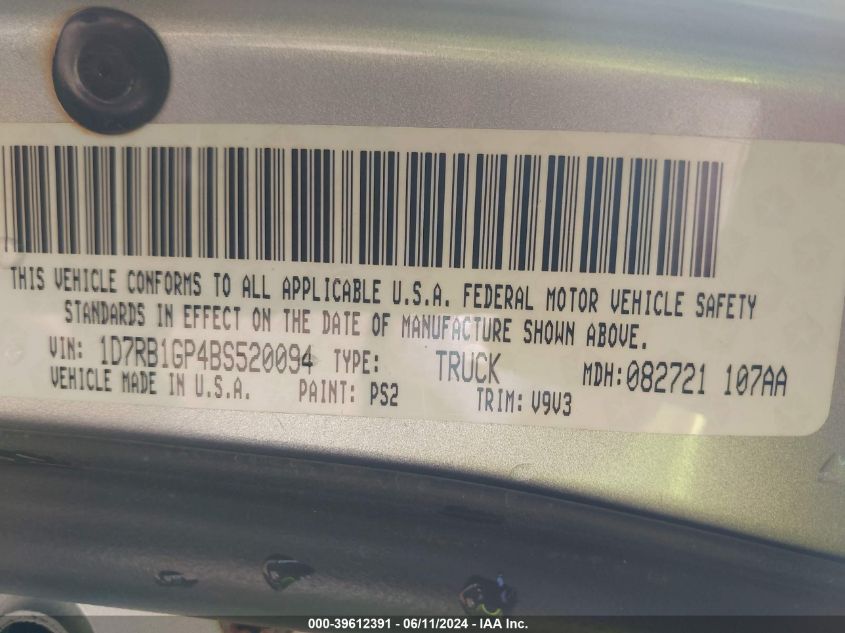 THIS VEHICLE CONFORMS TO ALL APPLICABLE U.S.A. FEDERAL MOTOR VEHICLE SAFETY
STANDARDS IN EFFECT ON THE DATE OF MANUFACTURE SHOWN ABOVE.
VIN: 1D7RB1GP4BS520094 TYPE: TRUCK MDH:082721 107AA
VEHICLE MADE IN U.S.A. PAINT: PS2 TRIM: V9V3
000-39612391 - 06/11/2024 - IAA Inc.